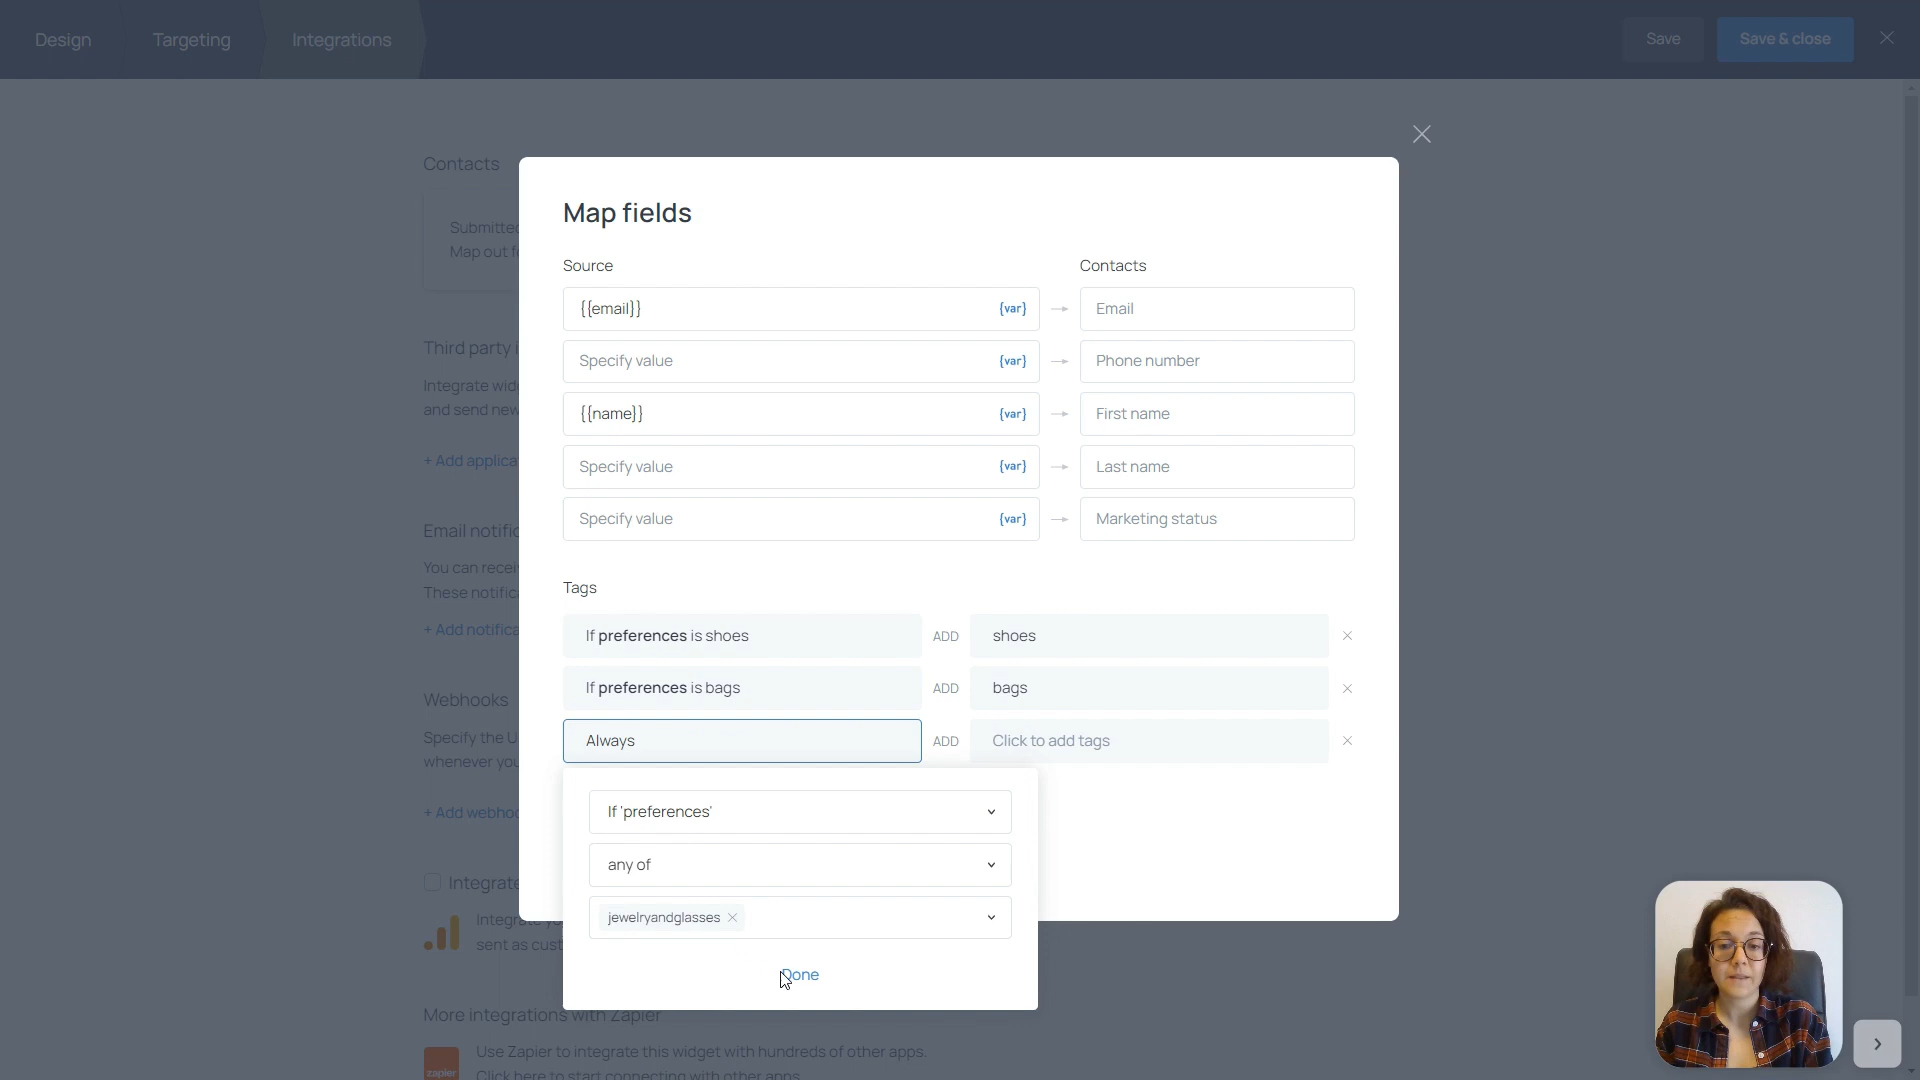 Design
Targeting
Integrations
Save
Save & close
Contacts
Submitted
Map out f
Third party i
Integrate wid
and send new
+ Add applica
Email notific
You can recei
These notific
+ Add notifica
Webhooks
Specify the U
whenever you
+ Add webhoo
Integrate
Integrate yo
sent as cust
More integrations with Zapier
zapier
Use Zapier to integrate this widget with hundreds of other apps.
Click here to start connecting with other apps
Map fields
Source
Contacts
{{email}}
{var}
Email
Specify value
{var}
Phone number
{{name}}
{var}
First name
Specify value
{var}
Last name
Specify value
{var}
Marketing status
Tags
If preferences is shoes
ADD
shoes
If preferences is bags
ADD
bags
Always
ADD
Click to add tags
If 'preferences'
any of
jewelryandglasses
Done